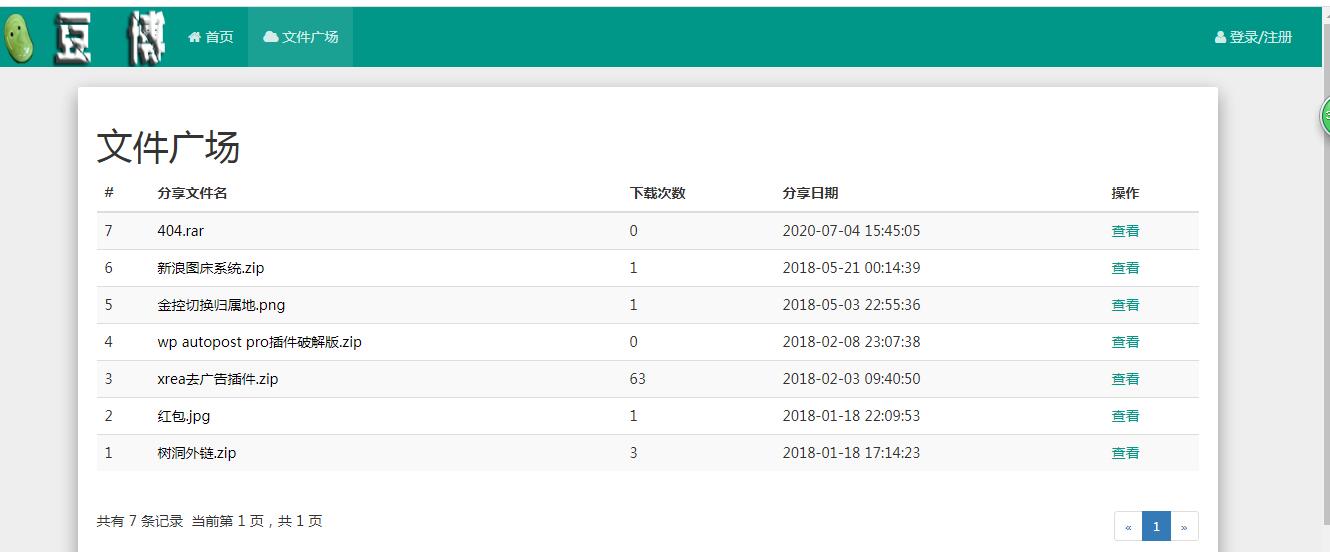 豆 博 首页 文件广场 登录/注册
文件广场
# 分享文件名 下载次数 分享日期 操作
7 404.rar 0 2020-07-04 15:45:05 查看
6 新浪图床系统.zip 1 2018-05-21 00:14:39 查看
5 金控切换归属地.png 1 2018-05-03 22:55:36 查看
4 wp autopost pro插件破解版.zip 0 2018-02-08 23:07:38 查看
3 xrea去广告插件.zip 63 2018-02-03 09:40:50 查看
2 红包.jpg 1 2018-01-18 22:09:53 查看
1 树洞外链.zip 3 2018-01-18 17:14:23 查看
共有 7 条记录 当前第 1 页，共 1 页 « 1 »